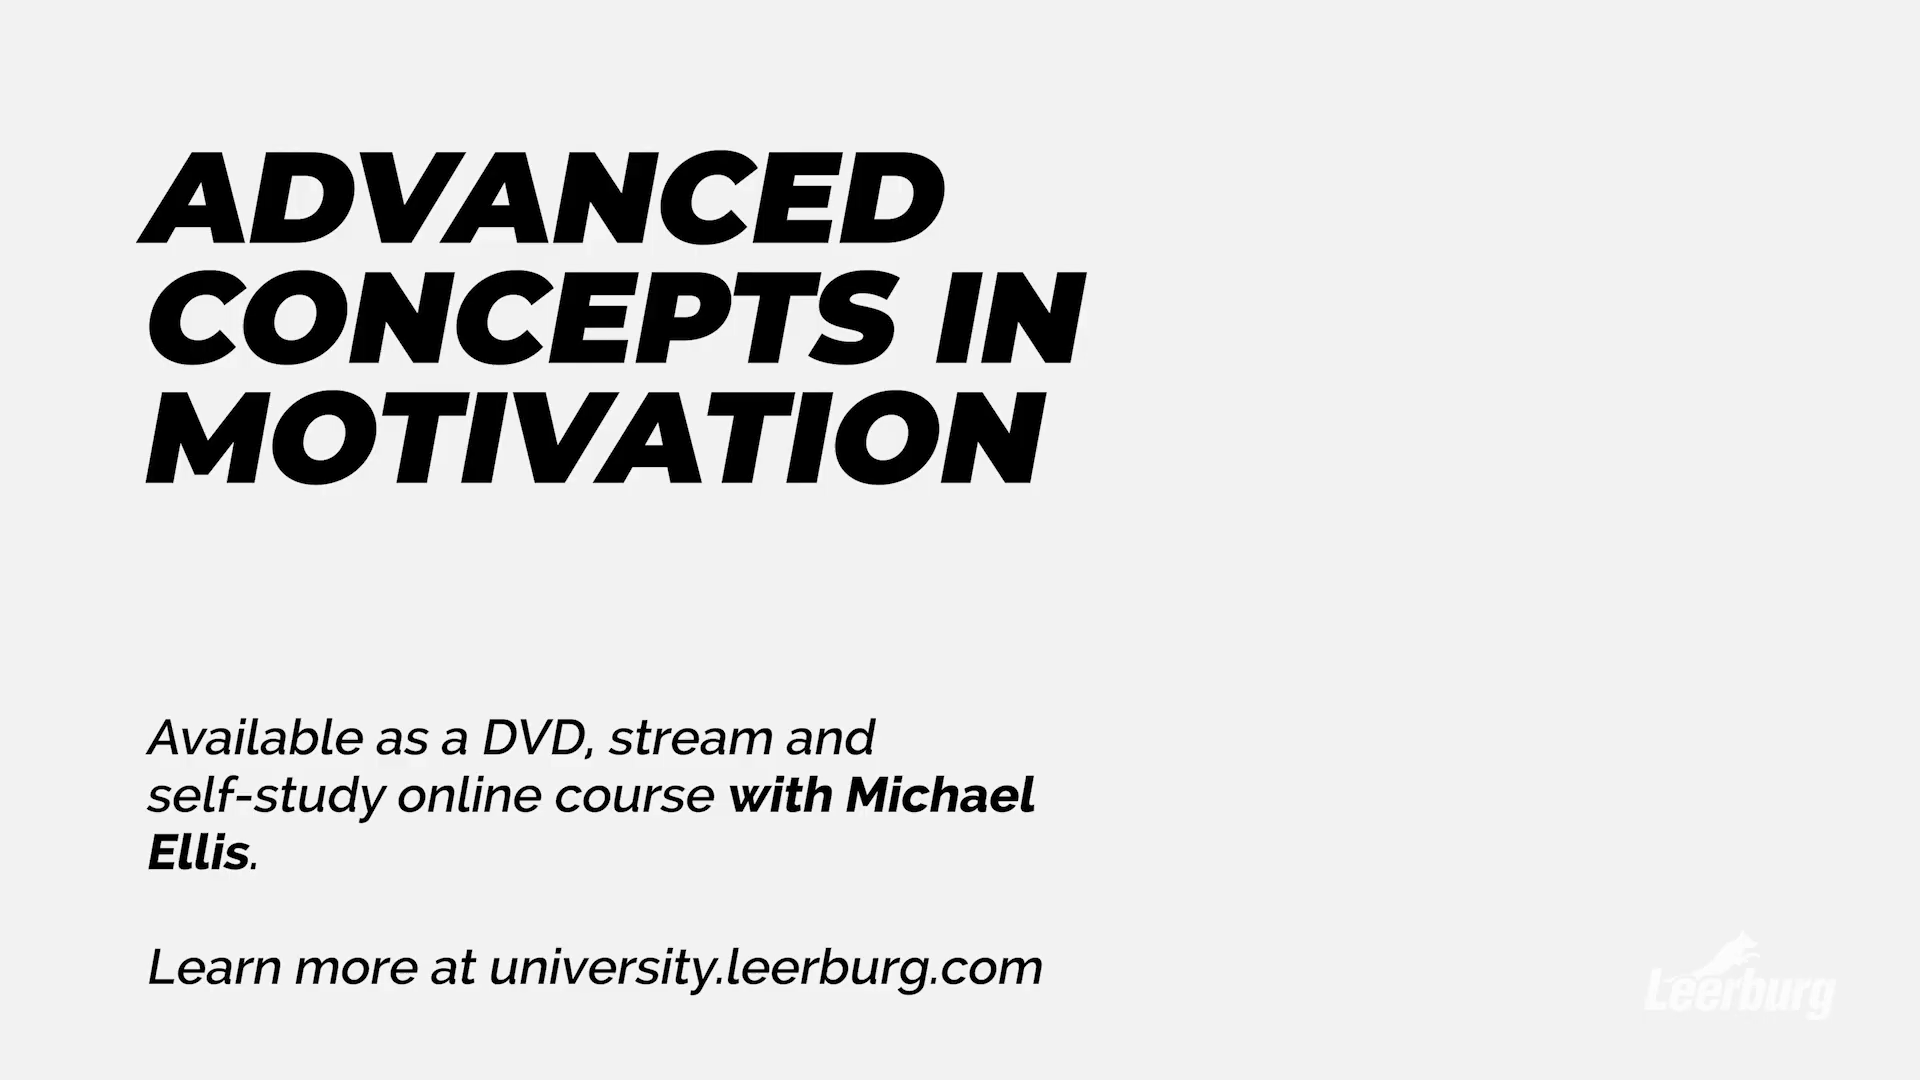 ADVANCED
CONCEPTS IN
MOTIVATION
Available as a DVD, stream and
self-study online course with Michael
Ellis.
Learn more at university.leerburg.com
Leerburg